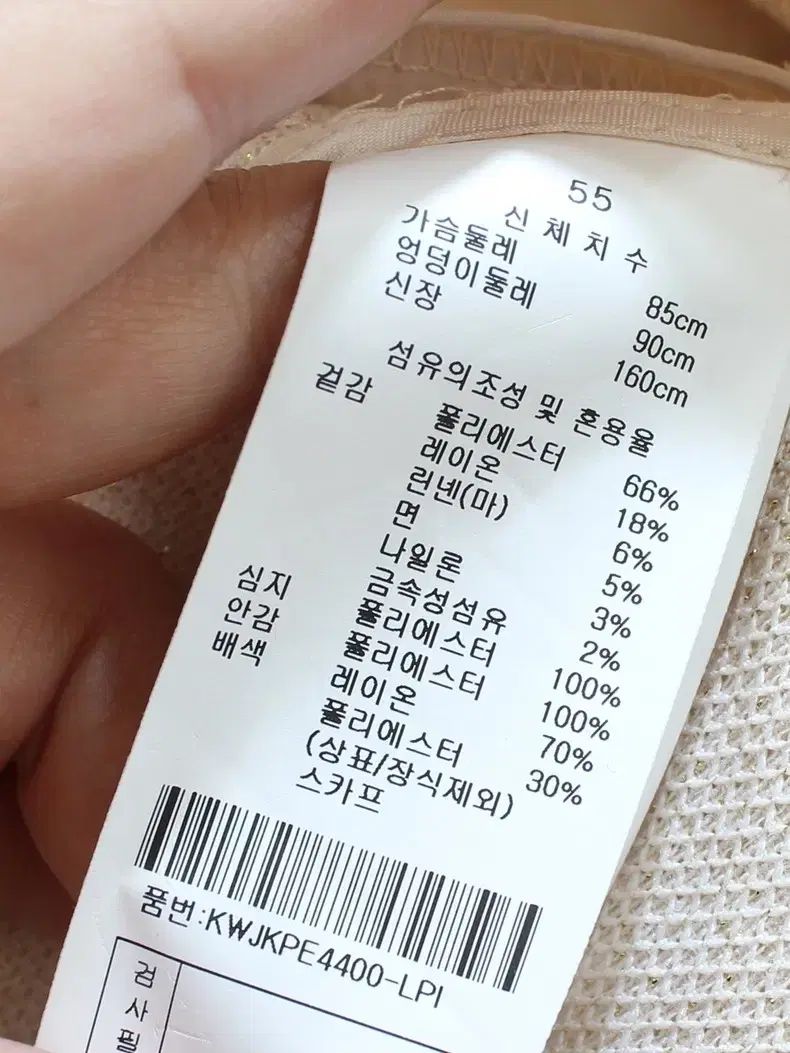 55
신 체 치 수
가슴둘레 85cm
엉덩이둘레 90cm
신장 160cm
섬유의조성 및 혼용율
겉감 폴리에스터 66%
레이온 18%
린넨(마) 6%
면 5%
나일론 3%
금속성섬유 2%
심지 폴리에스터 100%
안감 폴리에스터 100%
배색 레이온 70%
폴리에스터 30%
(상표/장식제외)
스카프
품번:KWJKPE4400-LPI
검
사
필